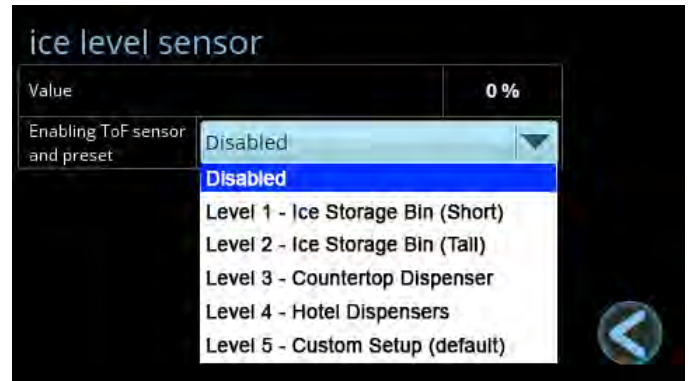 ice level sensor
Value 0 %
Enabling ToF sensor
and preset
Disabled
Disabled
Level 1 - Ice Storage Bin (Short)
Level 2 - Ice Storage Bin (Tall)
Level 3 - Countertop Dispenser
Level 4 - Hotel Dispensers
Level 5 - Custom Setup (default)